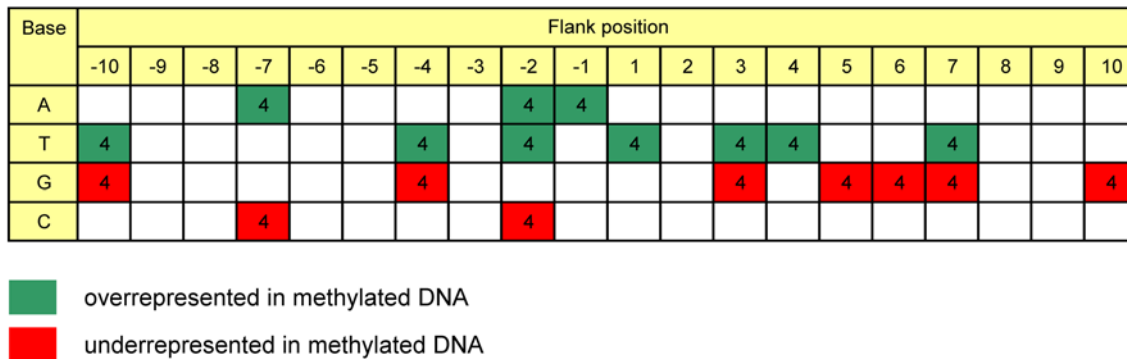 Base Flank position
-10 -9 -8 -7 -6 -5 -4 -3 -2 -1 1 2 3 4 5 6 7 8 9 10
A 4 4 4
T 4 4 4 4 4 4 4
G 4 4 4 4 4 4 4
C 4 4
overrepresented in methylated DNA
underrepresented in methylated DNA